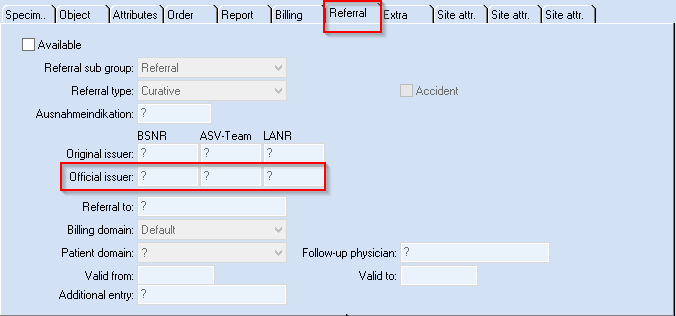 Specim.. Object Attributes Order Report Billing Referral Extra Site attr. Site attr. Site attr.
Available
Referral sub group: Referral
Referral type: Curative Accident
Ausnahmeindikation: ?
BSNR ASV-Team LANR
Original issuer: ? ? ?
Official issuer: ? ? ?
Referral to: ?
Billing domain: Default
Patient domain: ? Follow-up physician: ?
Valid from: Valid to:
Additional entry: ?